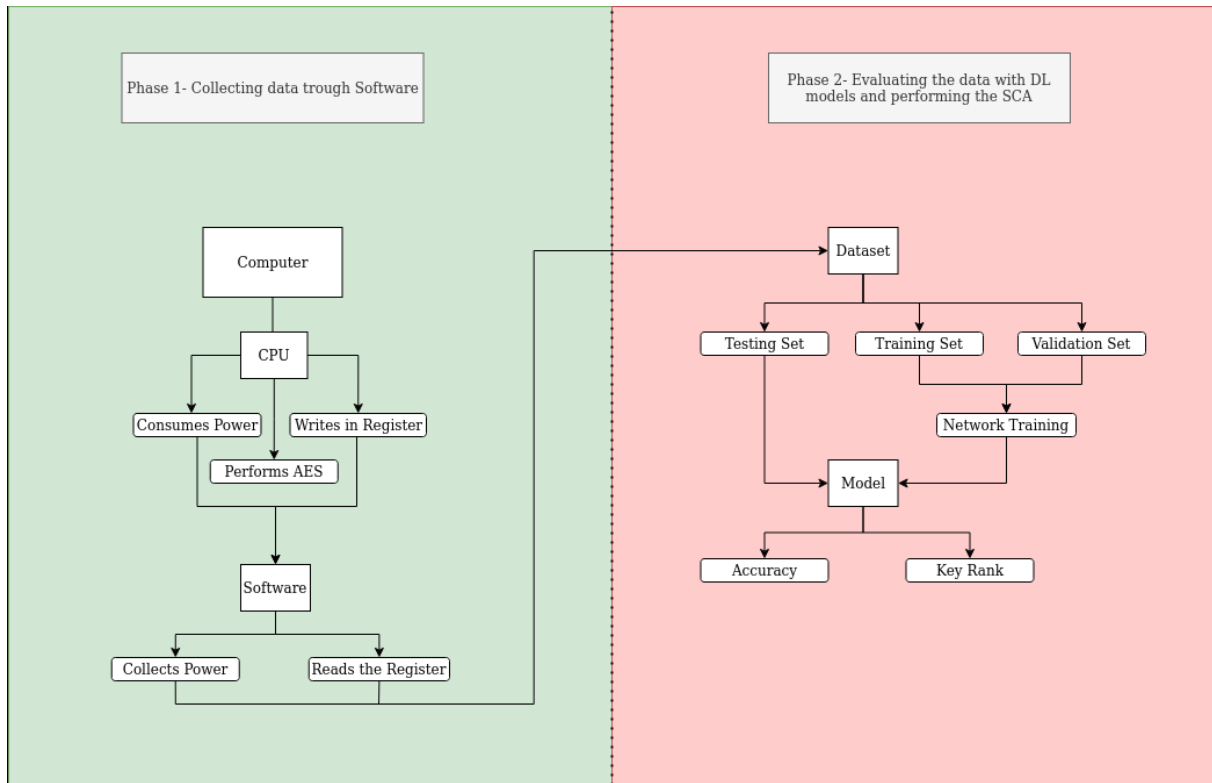 Phase 1- Collecting data trough Software
Computer
CPU
Consumes Power
Writes in Register
Performs AES
Software
Collects Power
Reads the Register
Phase 2- Evaluating the data with DL
models and performing the SCA
Dataset
Testing Set
Training Set
Validation Set
Network Training
Model
Accuracy
Key Rank